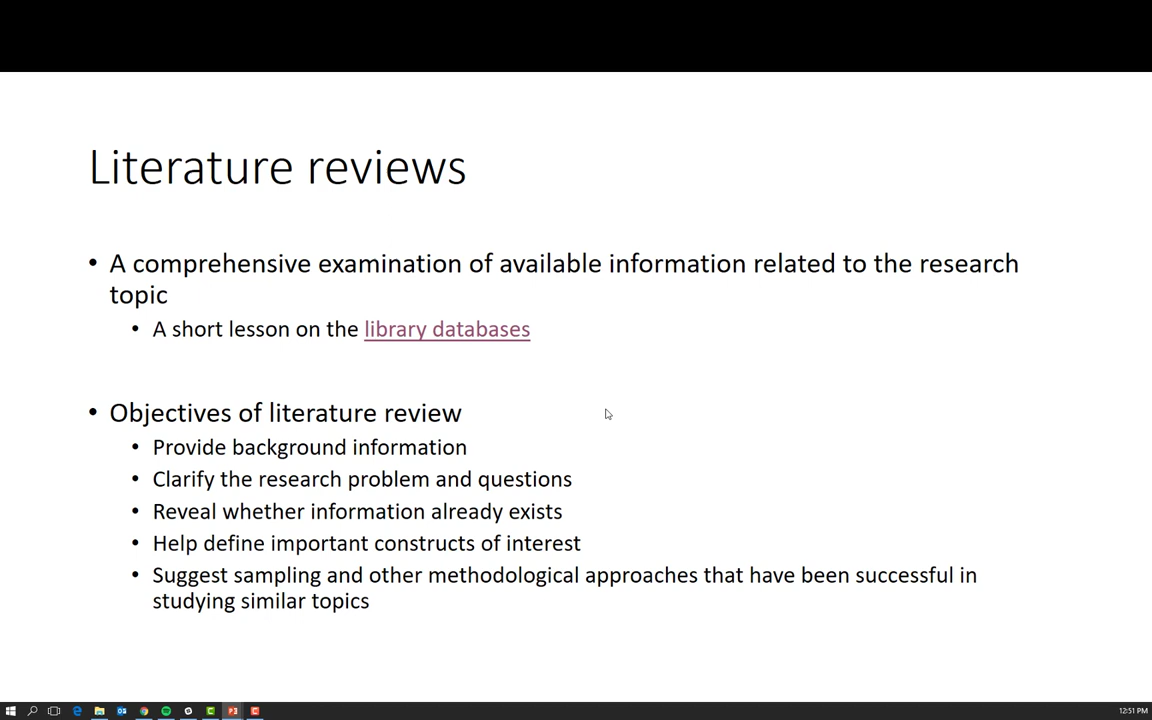 Literature reviews
• A comprehensive examination of available information related to the research
topic
• A short lesson on the library databases
• Objectives of literature review
• Provide background information
• Clarify the research problem and questions
• Reveal whether information already exists
• Help define important constructs of interest
• Suggest sampling and other methodological approaches that have been successful in
studying similar topics
12:51 PM